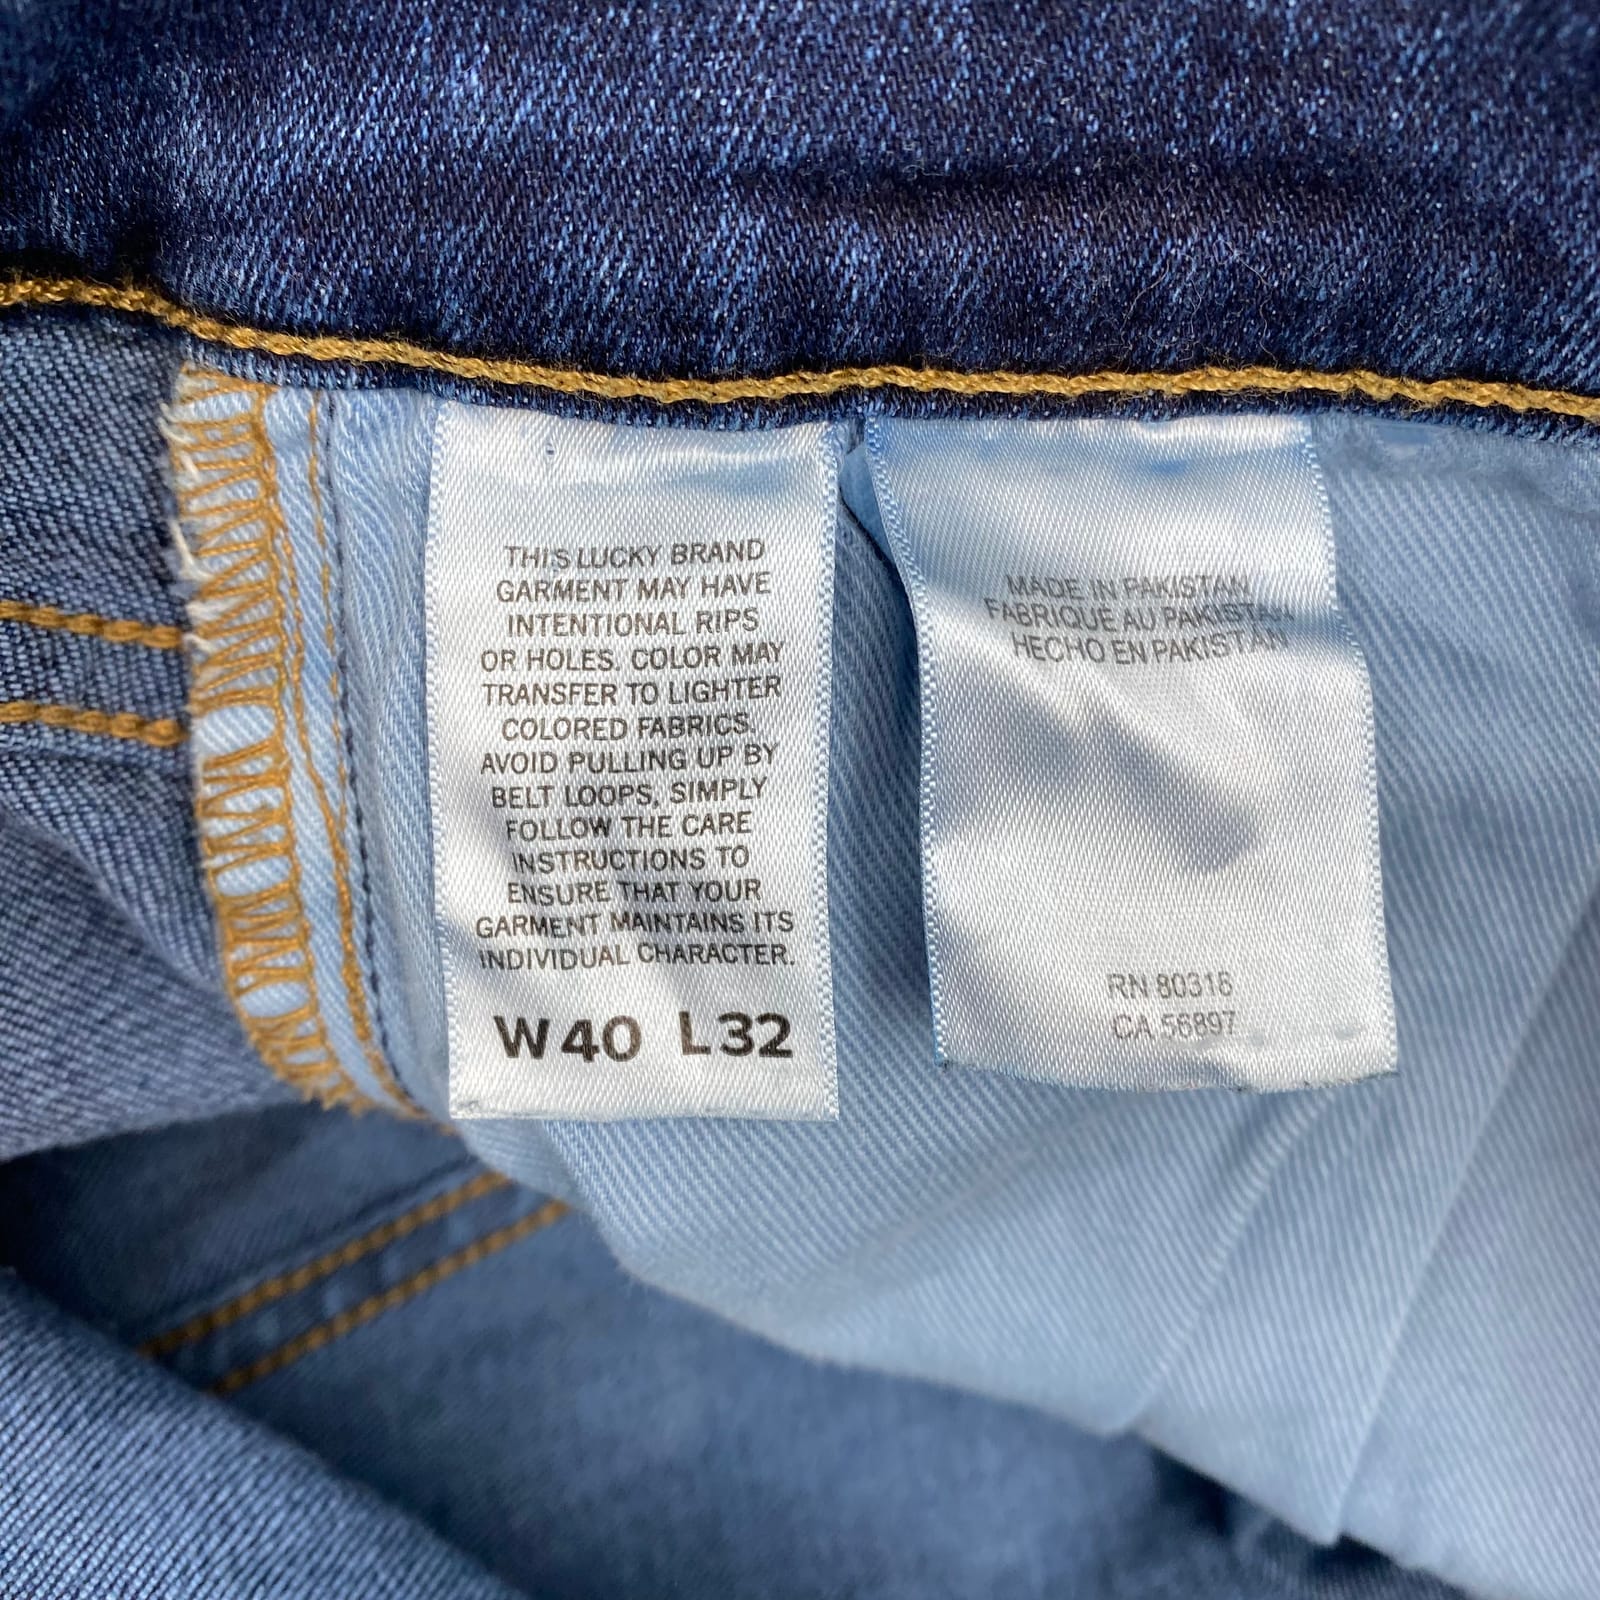 THIS LUCKY BRAND
GARMENT MAY HAVE
INTENTIONAL RIPS
OR HOLES. COLOR MAY
TRANSFER TO LIGHTER
COLORED FABRICS.
AVOID PULLING UP BY
BELT LOOPS, SIMPLY
FOLLOW THE CARE
INSTRUCTIONS TO
ENSURE THAT YOUR
GARMENT MAINTAINS ITS
INDIVIDUAL CHARACTER.
W40 L32
MADE IN PAKISTAN
FABRIQUE AU PAKISTAN
HECHO EN PAKISTAN
RN 80318
CA 56897